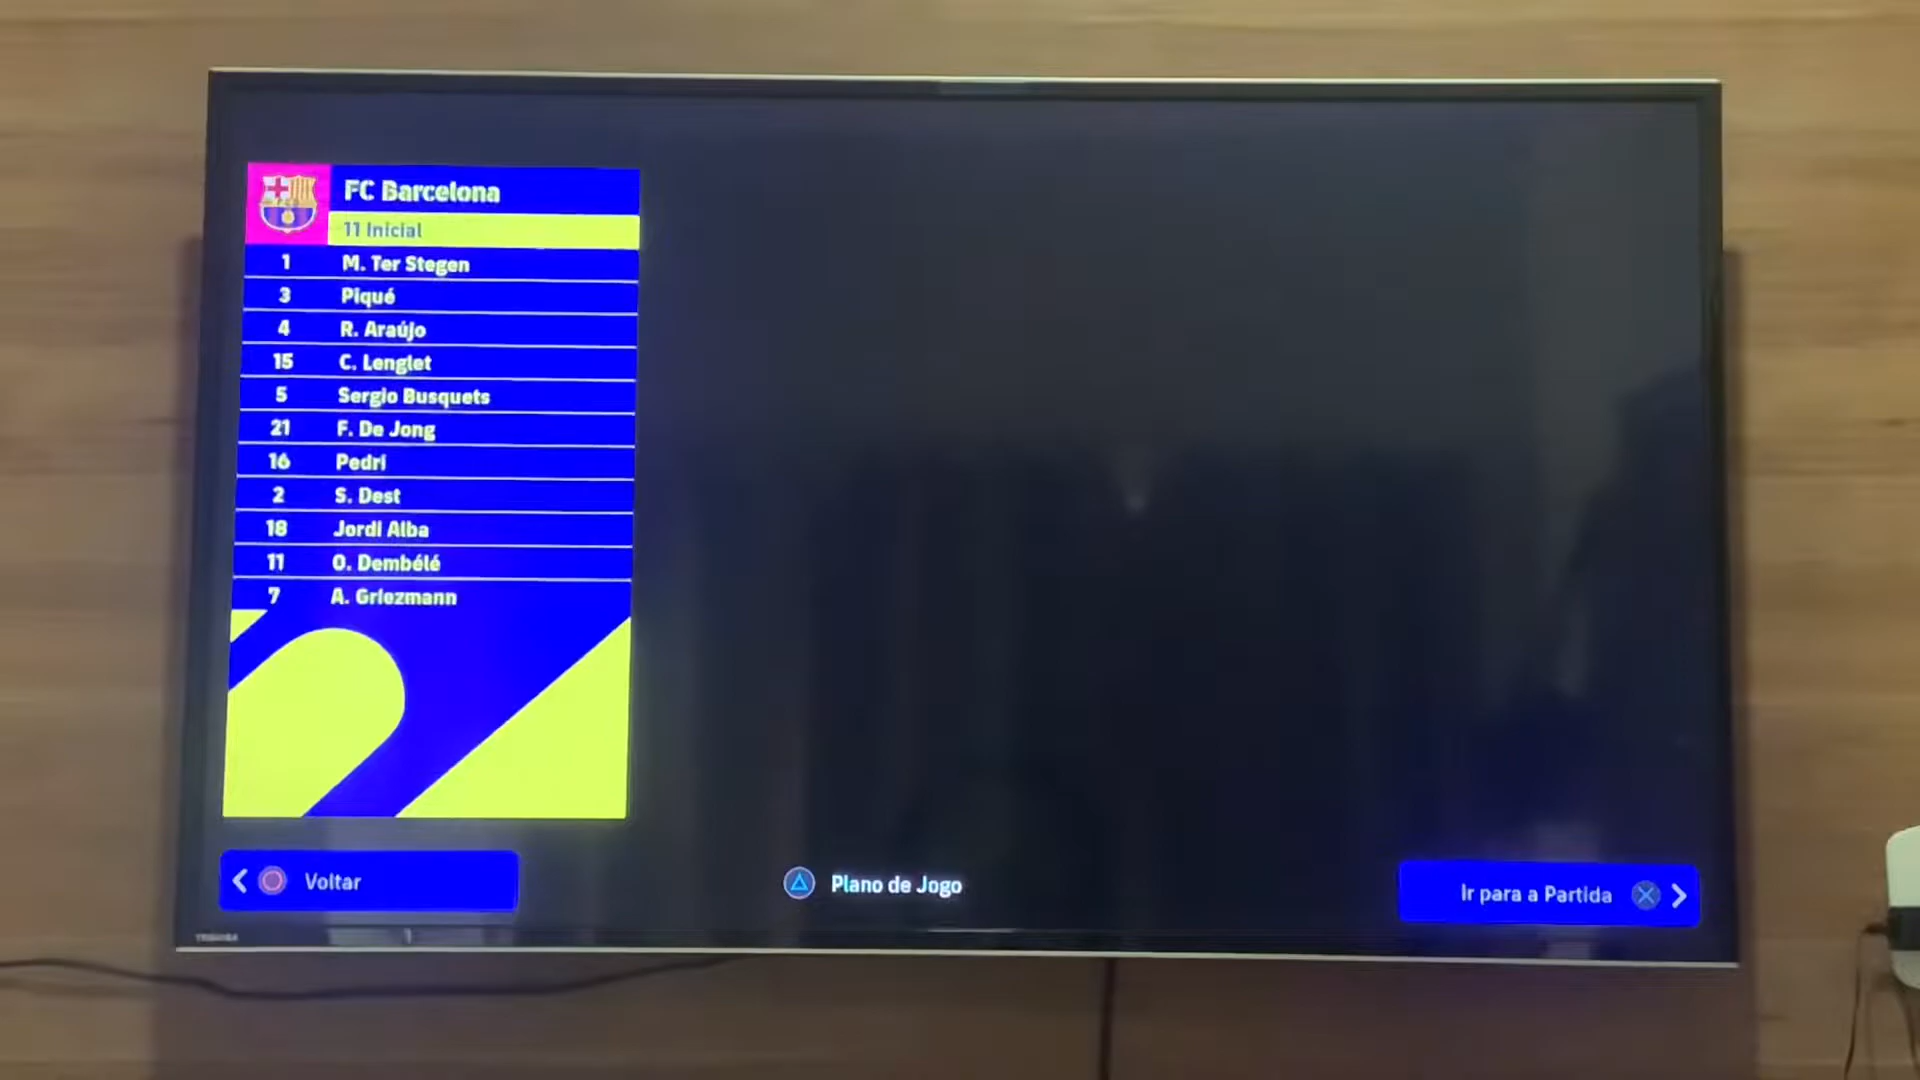 FC Barcelona
11 Inicial
1 M. Ter Stegen
3 Piqué
4 R. Araújo
15 C. Lenglet
5 Sergio Busquets
21 F. De Jong
16 Pedri
2 S. Dest
18 Jordi Alba
11 O. Dembélé
7 A. Griezmann
Voltar
Plano de Jogo
Ir para a Partida
TOSHIBA